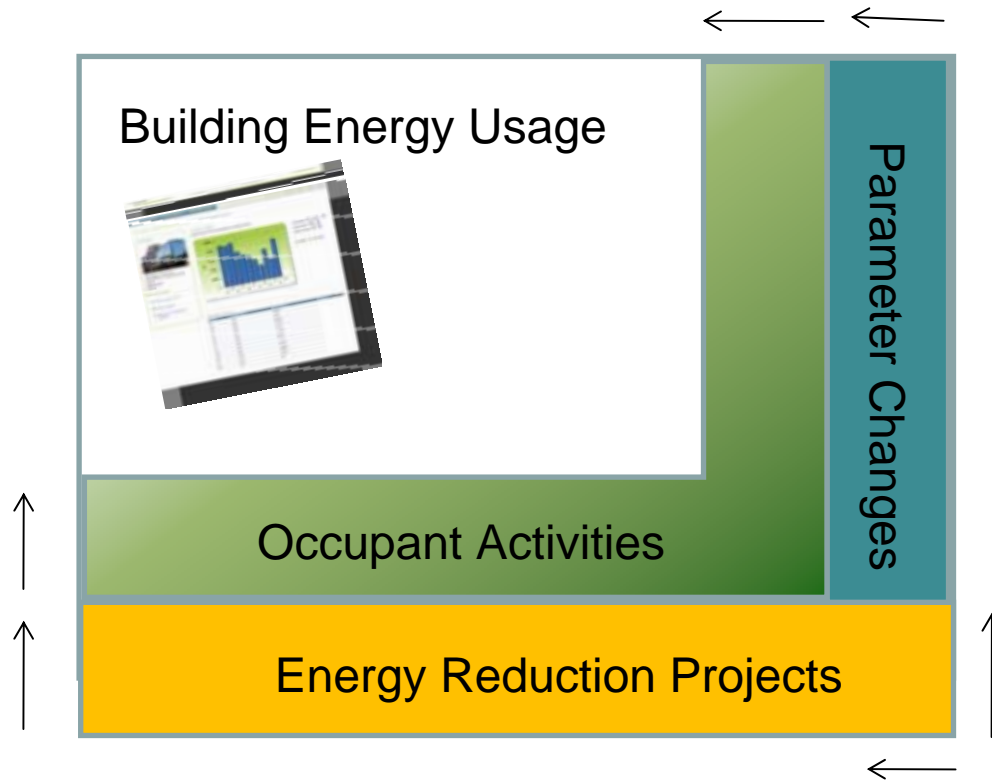 Building Energy Usage
Parameter Changes
Occupant Activities
Energy Reduction Projects